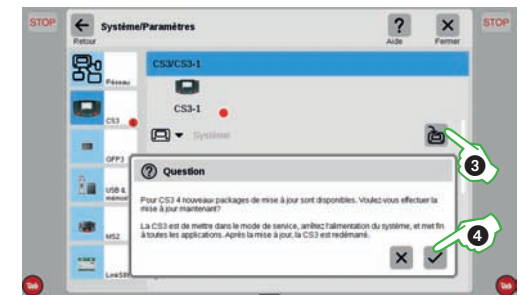 STOP
Système/Paramètres
STOP
Retour
Aide
Fermer
CS3/CS3-1
Réseau
CS3-1
CS3
Système
GFP3
3
Question
USB &
mémoire
Pour CS3 4 nouveaux packages de mise à jour sont disponibles. Voulez-vous effectuer la
mise à jour maintenant?
La CS3 est de mettre dans le mode de service, arrêtez l'alimentation du système, et met fin
à toutes les applications. Après la mise à jour, la CS3 est redémarré.
4
MS2